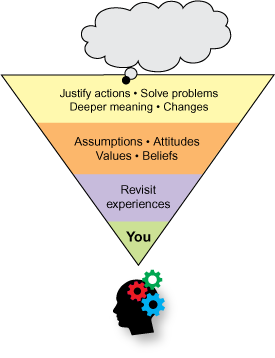 Justify actions • Solve problems
Deeper meaning • Changes
Assumptions • Attitudes
Values • Beliefs
Revisit
experiences
You